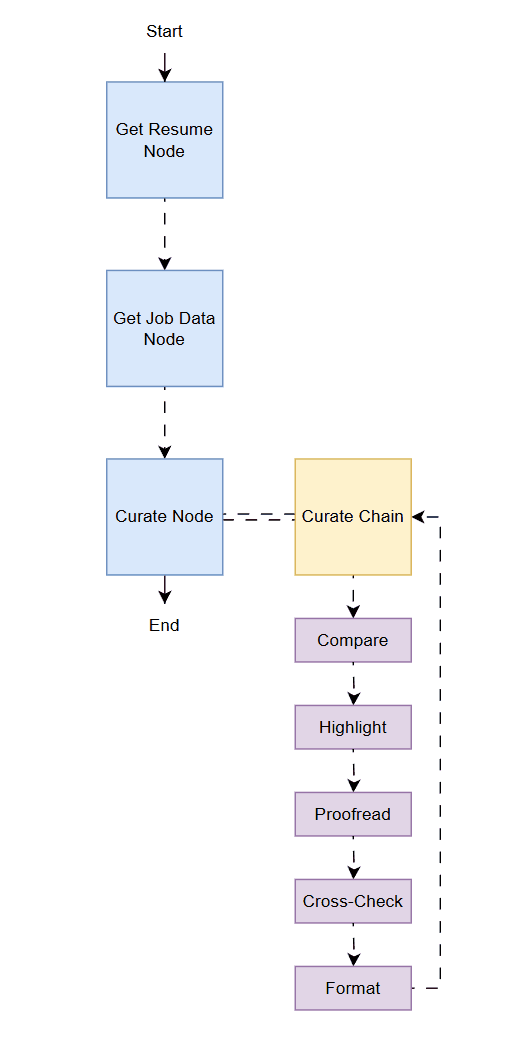 Start
Get Resume
Node
Get Job Data
Node
Curate Node
Curate Chain
End
Compare
Highlight
Proofread
Cross-Check
Format